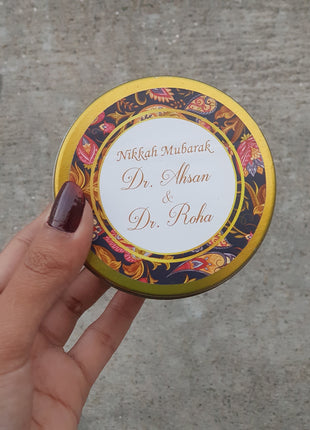 Nikkah Mubarak
Dr. Ahsan
&
Dr. Roha